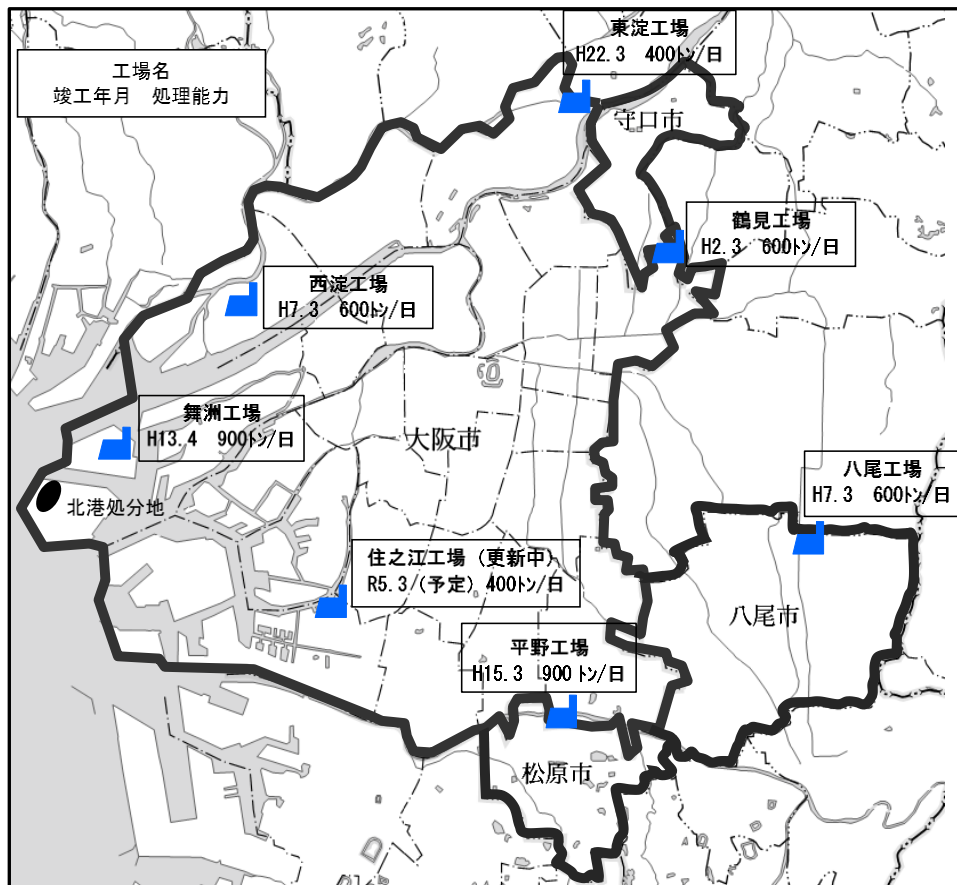 工場名
竣工年月　処理能力
東淀工場
H22.3　400トン/日
守口市
鶴見工場
H2.3　600トン/日
西淀工場
H7.3　600トン/日
舞洲工場
H13.4　900トン/日
大阪市
八尾工場
H7.3　600トン/日
北港処分地
住之江工場（更新中）
R5.3（予定）400トン/日
八尾市
平野工場
H15.3　900トン/日
松原市